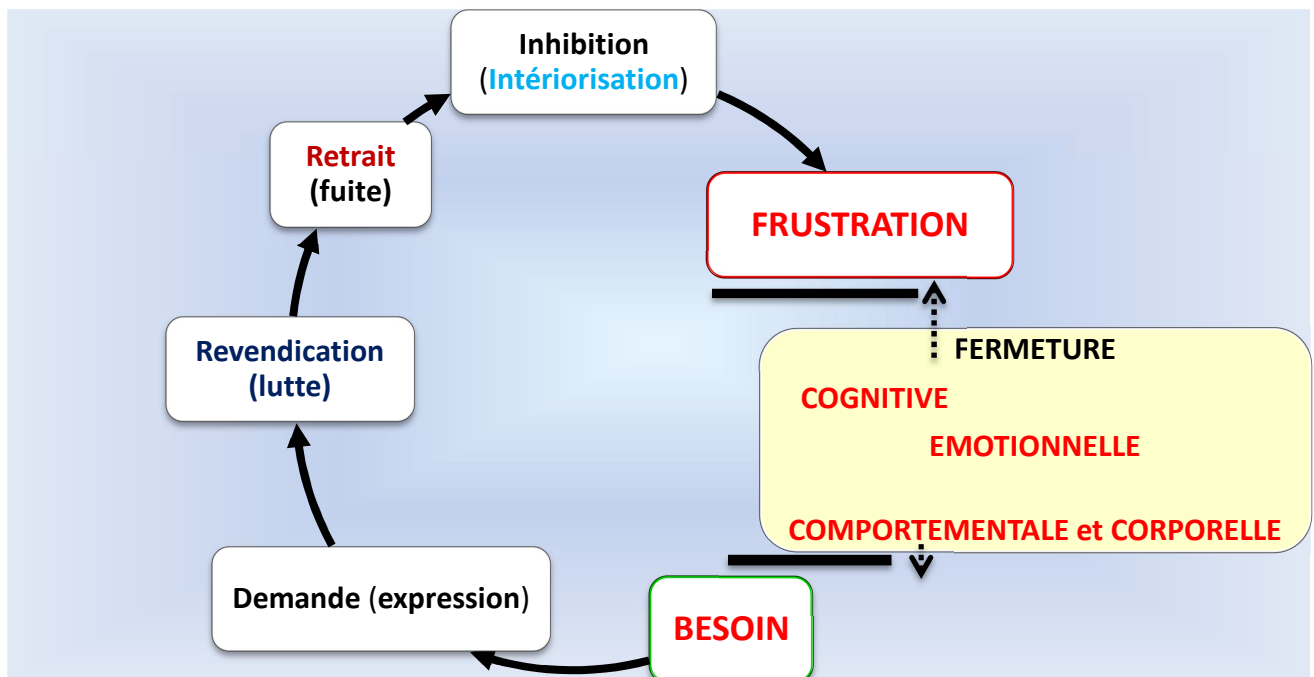 Inhibition
(Intériorisation)
Retrait
(fuite)
FRUSTRATION
Revendication
(lutte)
FERMETURE
COGNITIVE
EMOTIONNELLE
COMPORTEMENTALE et CORPORELLE
Demande (expression)
BESOIN